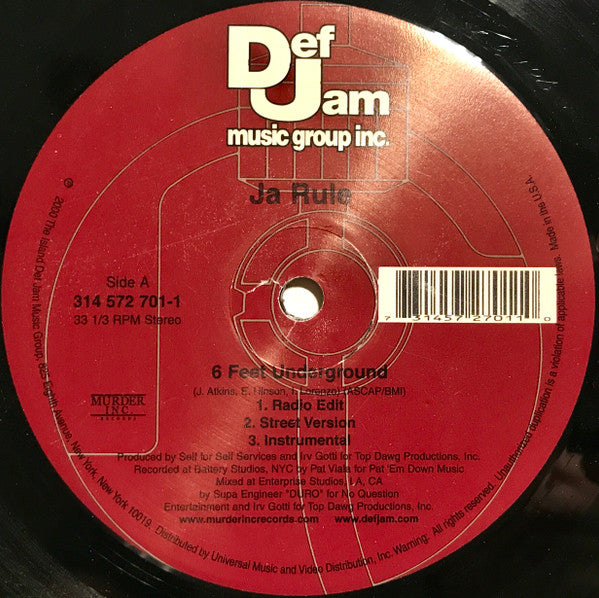 Def
Jam
music group inc.
Ja Rule
Side A
314 572 701-1
33 1/3 RPM Stereo
7 31457 27011 0
6 Feet Underground
(J. Atkins, E. Hinson, I. Lorenzo) (ASCAP/BMI)
1. Radio Edit
2. Street Version
3. Instrumental
MURDER
INC.
RECORDS
Produced by Self for Self Services and Irv Gotti for Top Dawg Productions, Inc.
Recorded at Battery Studios, NYC by Pat Viala for Pat 'Em Down Music
Mixed at Enterprise Studios, LA, CA
by Supa Engineer "DURO" for No Question
Entertainment and Irv Gotti for Top Dawg Productions, Inc.
www.murderincrecords.com www.defjam.com
℗ 2000 The Island Def Jam Music Group, 825 Eighth Avenue, New York, New York 10019. Distributed by Universal Music and Video Distribution, Inc. Warning: All rights reserved. Unauthorized duplication is a violation of applicable laws. Made in the U.S.A.